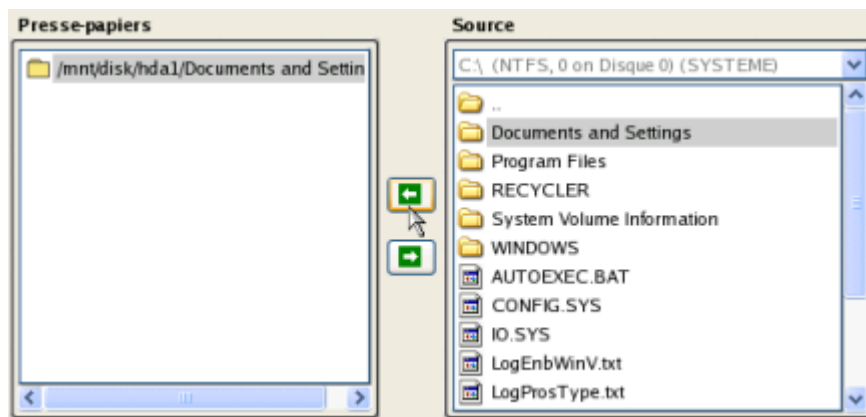 Presse-papiers
/mnt/disk/hda1/Documents and Settin
Source
C:\ (NTFS, 0 on Disque 0) (SYSTEME)
..
Documents and Settings
Program Files
RECYCLER
System Volume Information
WINDOWS
AUTOEXEC.BAT
CONFIG.SYS
IO.SYS
LogEnbWinV.txt
LogProsType.txt